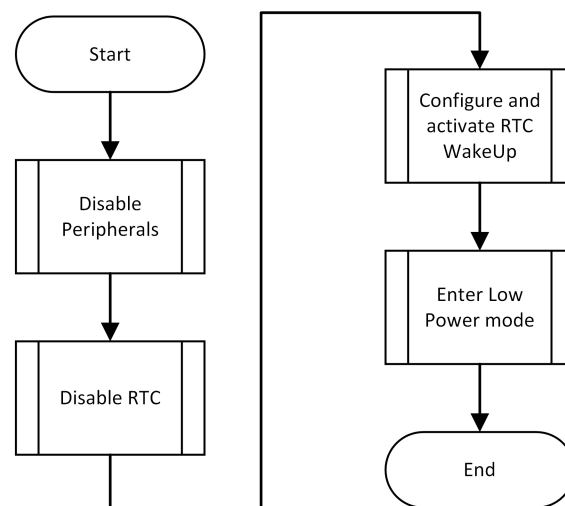 Start
Disable
Peripherals
Disable RTC
Configure and
activate RTC
WakeUp
Enter Low
Power mode
End